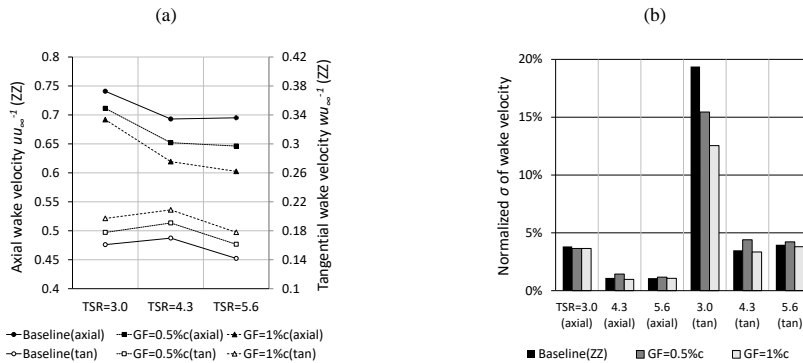 (a)
(b)
0.8
0.75
0.7
0.65
0.6
0.55
0.5
0.45
0.4
Axial wake velocity uu∞⁻¹ (ZZ)
0.42
0.38
0.34
0.3
0.26
0.22
0.18
0.14
0.1
Tangential wake velocity wu∞⁻¹ (ZZ)
TSR=3.0 TSR=4.3 TSR=5.6
Baseline(axial) GF=0.5%c(axial) GF=1%c(axial)
Baseline(tan) GF=0.5%c(tan) GF=1%c(tan)
20%
15%
10%
5%
0%
Normalized σ of wake velocity
TSR=3.0 4.3 5.6 3.0 4.3 5.6
(axial) (axial) (axial) (tan) (tan) (tan)
Baseline(ZZ) GF=0.5%c GF=1%c